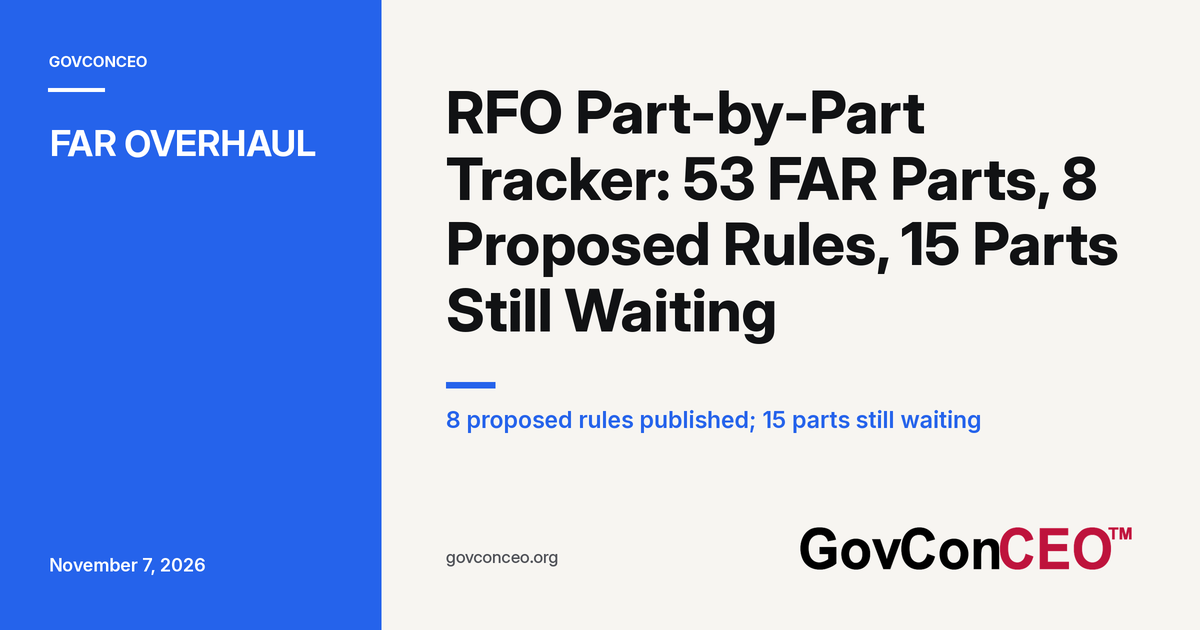 GOVCONCEO
FAR OVERHAUL
November 7, 2026
RFO Part-by-Part
Tracker: 53 FAR Parts, 8
Proposed Rules, 15 Parts
Still Waiting
8 proposed rules published; 15 parts still waiting
govconceo.org
GovConCEO™